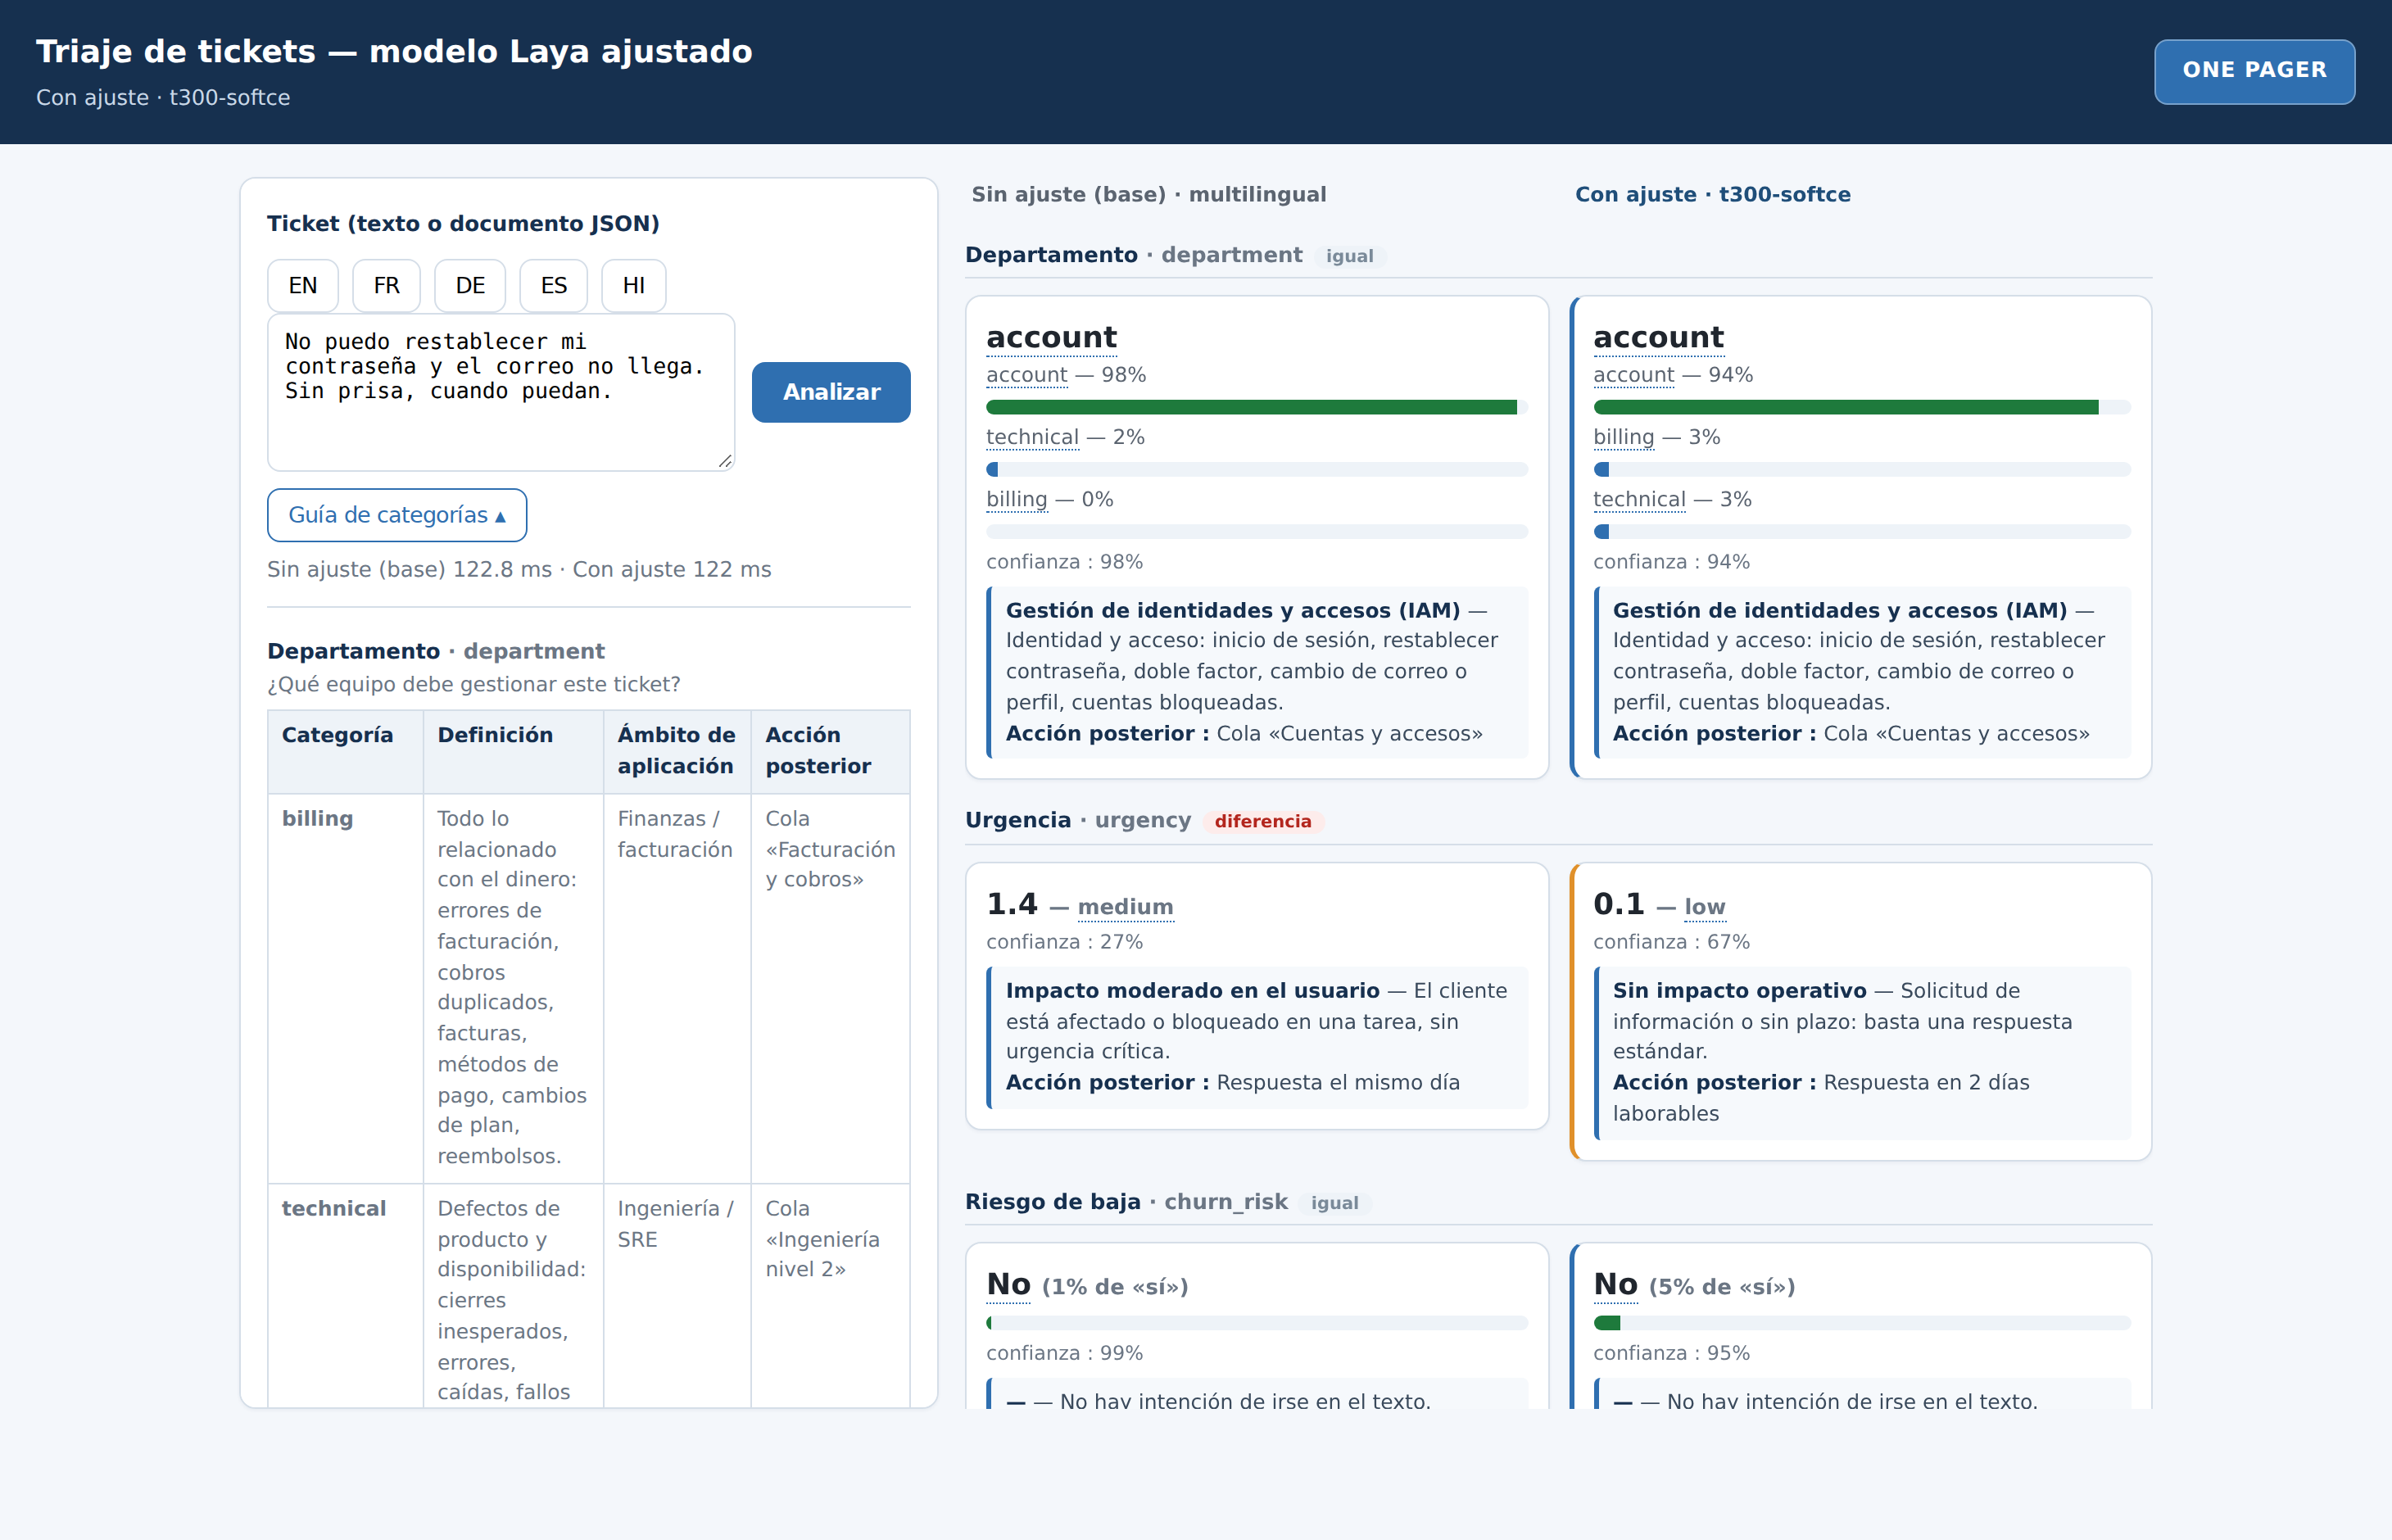 Triaje de tickets — modelo Laya ajustado
Con ajuste · t300-softce
ONE PAGER
Ticket (texto o documento JSON)
EN FR DE ES HI
No puedo restablecer mi
contraseña y el correo no llega.
Sin prisa, cuando puedan.
Analizar
Guía de categorías ▴
Sin ajuste (base) 122.8 ms · Con ajuste 122 ms
Departamento · department
¿Qué equipo debe gestionar este ticket?
Categoría
Definición
Ámbito de
aplicación
Acción
posterior
billing
Todo lo
relacionado
con el dinero:
errores de
facturación,
cobros
duplicados,
facturas,
métodos de
pago, cambios
de plan,
reembolsos.
Finanzas /
facturación
Cola
«Facturación
y cobros»
technical
Defectos de
producto y
disponibilidad:
cierres
inesperados,
errores,
caídas, fallos
Ingeniería /
SRE
Cola
«Ingeniería
nivel 2»
Sin ajuste (base) · multilingual
Con ajuste · t300-softce
Departamento · department igual
account
account — 98%
technical — 2%
billing — 0%
confianza : 98%
Gestión de identidades y accesos (IAM) —
Identidad y acceso: inicio de sesión, restablecer
contraseña, doble factor, cambio de correo o
perfil, cuentas bloqueadas.
Acción posterior : Cola «Cuentas y accesos»
account
account — 94%
billing — 3%
technical — 3%
confianza : 94%
Gestión de identidades y accesos (IAM) —
Identidad y acceso: inicio de sesión, restablecer
contraseña, doble factor, cambio de correo o
perfil, cuentas bloqueadas.
Acción posterior : Cola «Cuentas y accesos»
Urgencia · urgency diferencia
1.4 — medium
confianza : 27%
Impacto moderado en el usuario — El cliente
está afectado o bloqueado en una tarea, sin
urgencia crítica.
Acción posterior : Respuesta el mismo día
0.1 — low
confianza : 67%
Sin impacto operativo — Solicitud de
información o sin plazo: basta una respuesta
estándar.
Acción posterior : Respuesta en 2 días
laborables
Riesgo de baja · churn_risk igual
No (1% de «sí»)
confianza : 99%
— — No hay intención de irse en el texto.
No (5% de «sí»)
confianza : 95%
— — No hay intención de irse en el texto.